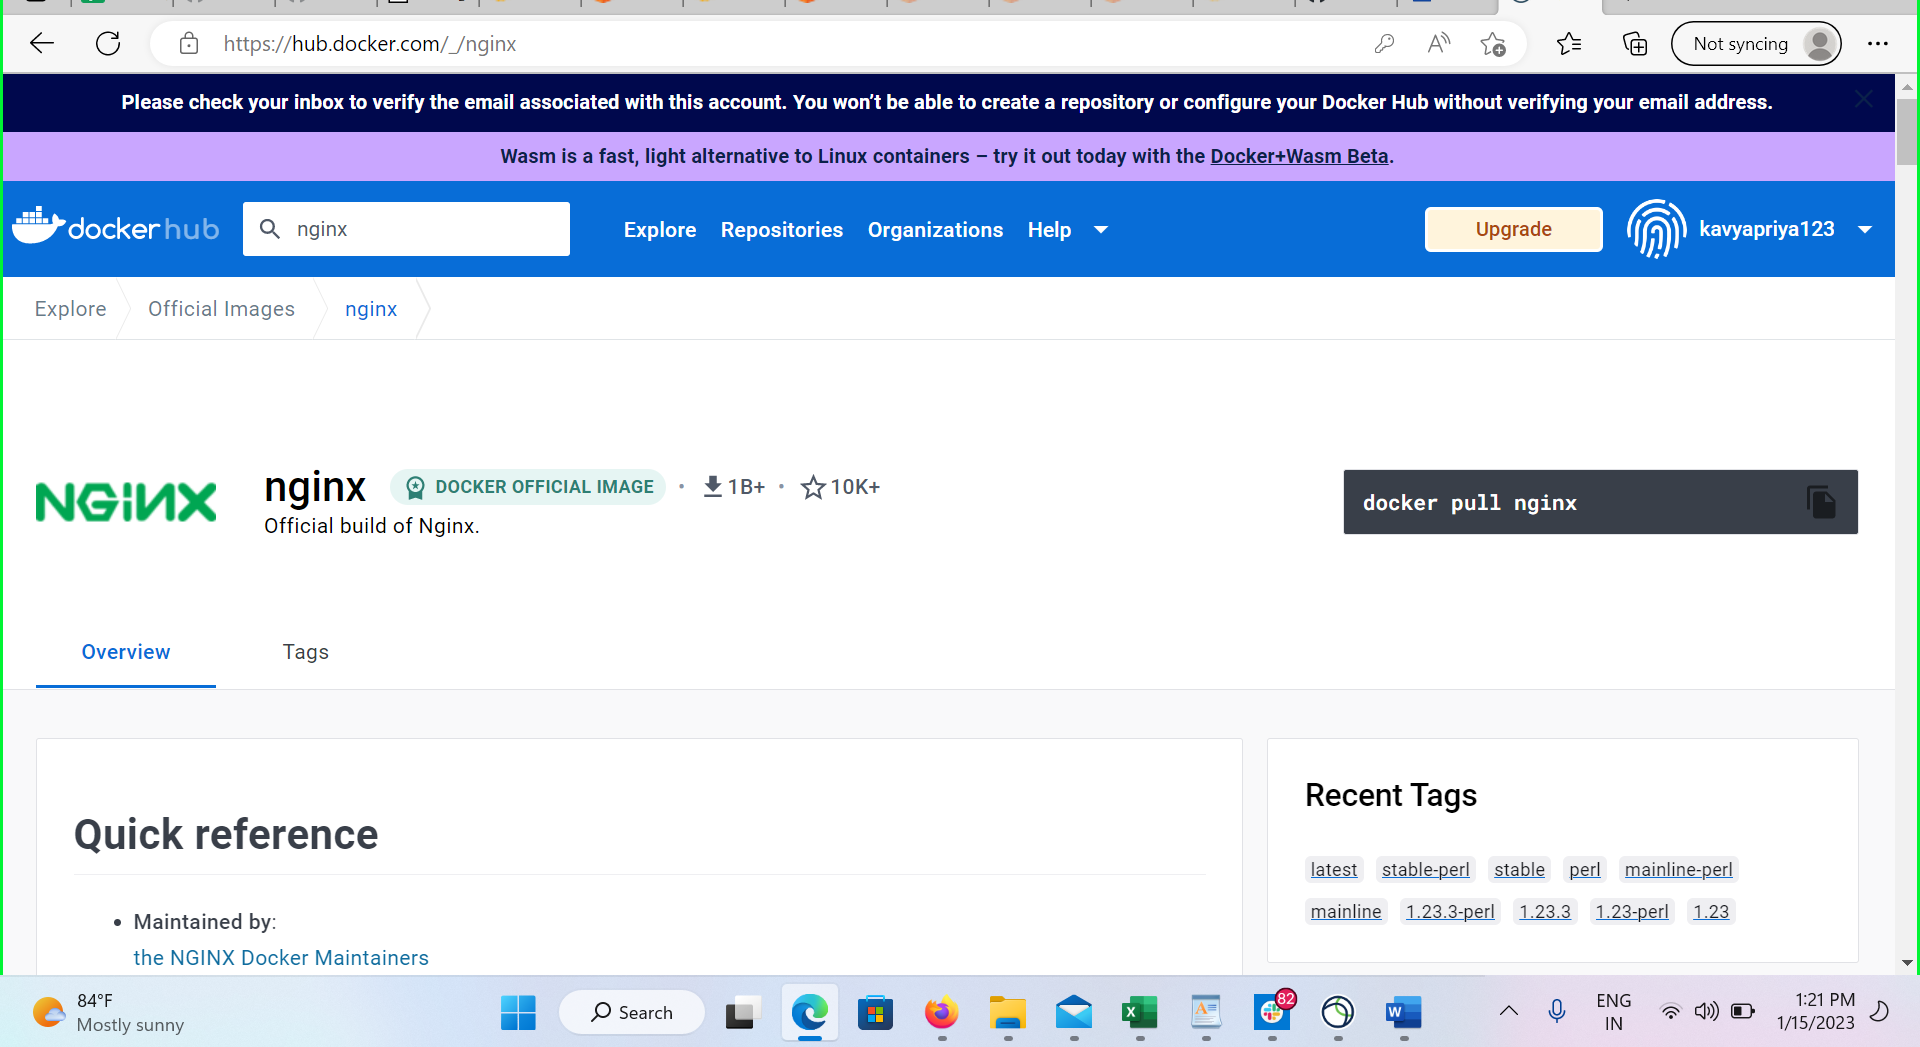 https://hub.docker.com/_/nginx
Not syncing
Please check your inbox to verify the email associated with this account. You won’t be able to create a repository or configure your Docker Hub without verifying your email address.
Wasm is a fast, light alternative to Linux containers – try it out today with the Docker+Wasm Beta.
dockerhub
nginx
Explore
Repositories
Organizations
Help
Upgrade
kavyapriya123
Explore
Official Images
nginx
NGINX
nginx
DOCKER OFFICIAL IMAGE
• 1B+ • 10K+
Official build of Nginx.
docker pull nginx
Overview
Tags
Quick reference
• Maintained by:
the NGINX Docker Maintainers
Recent Tags
latest stable-perl stable perl mainline-perl
mainline 1.23.3-perl 1.23.3 1.23-perl 1.23
84°F
Mostly sunny
Search
82
ENG
IN
1:21 PM
1/15/2023